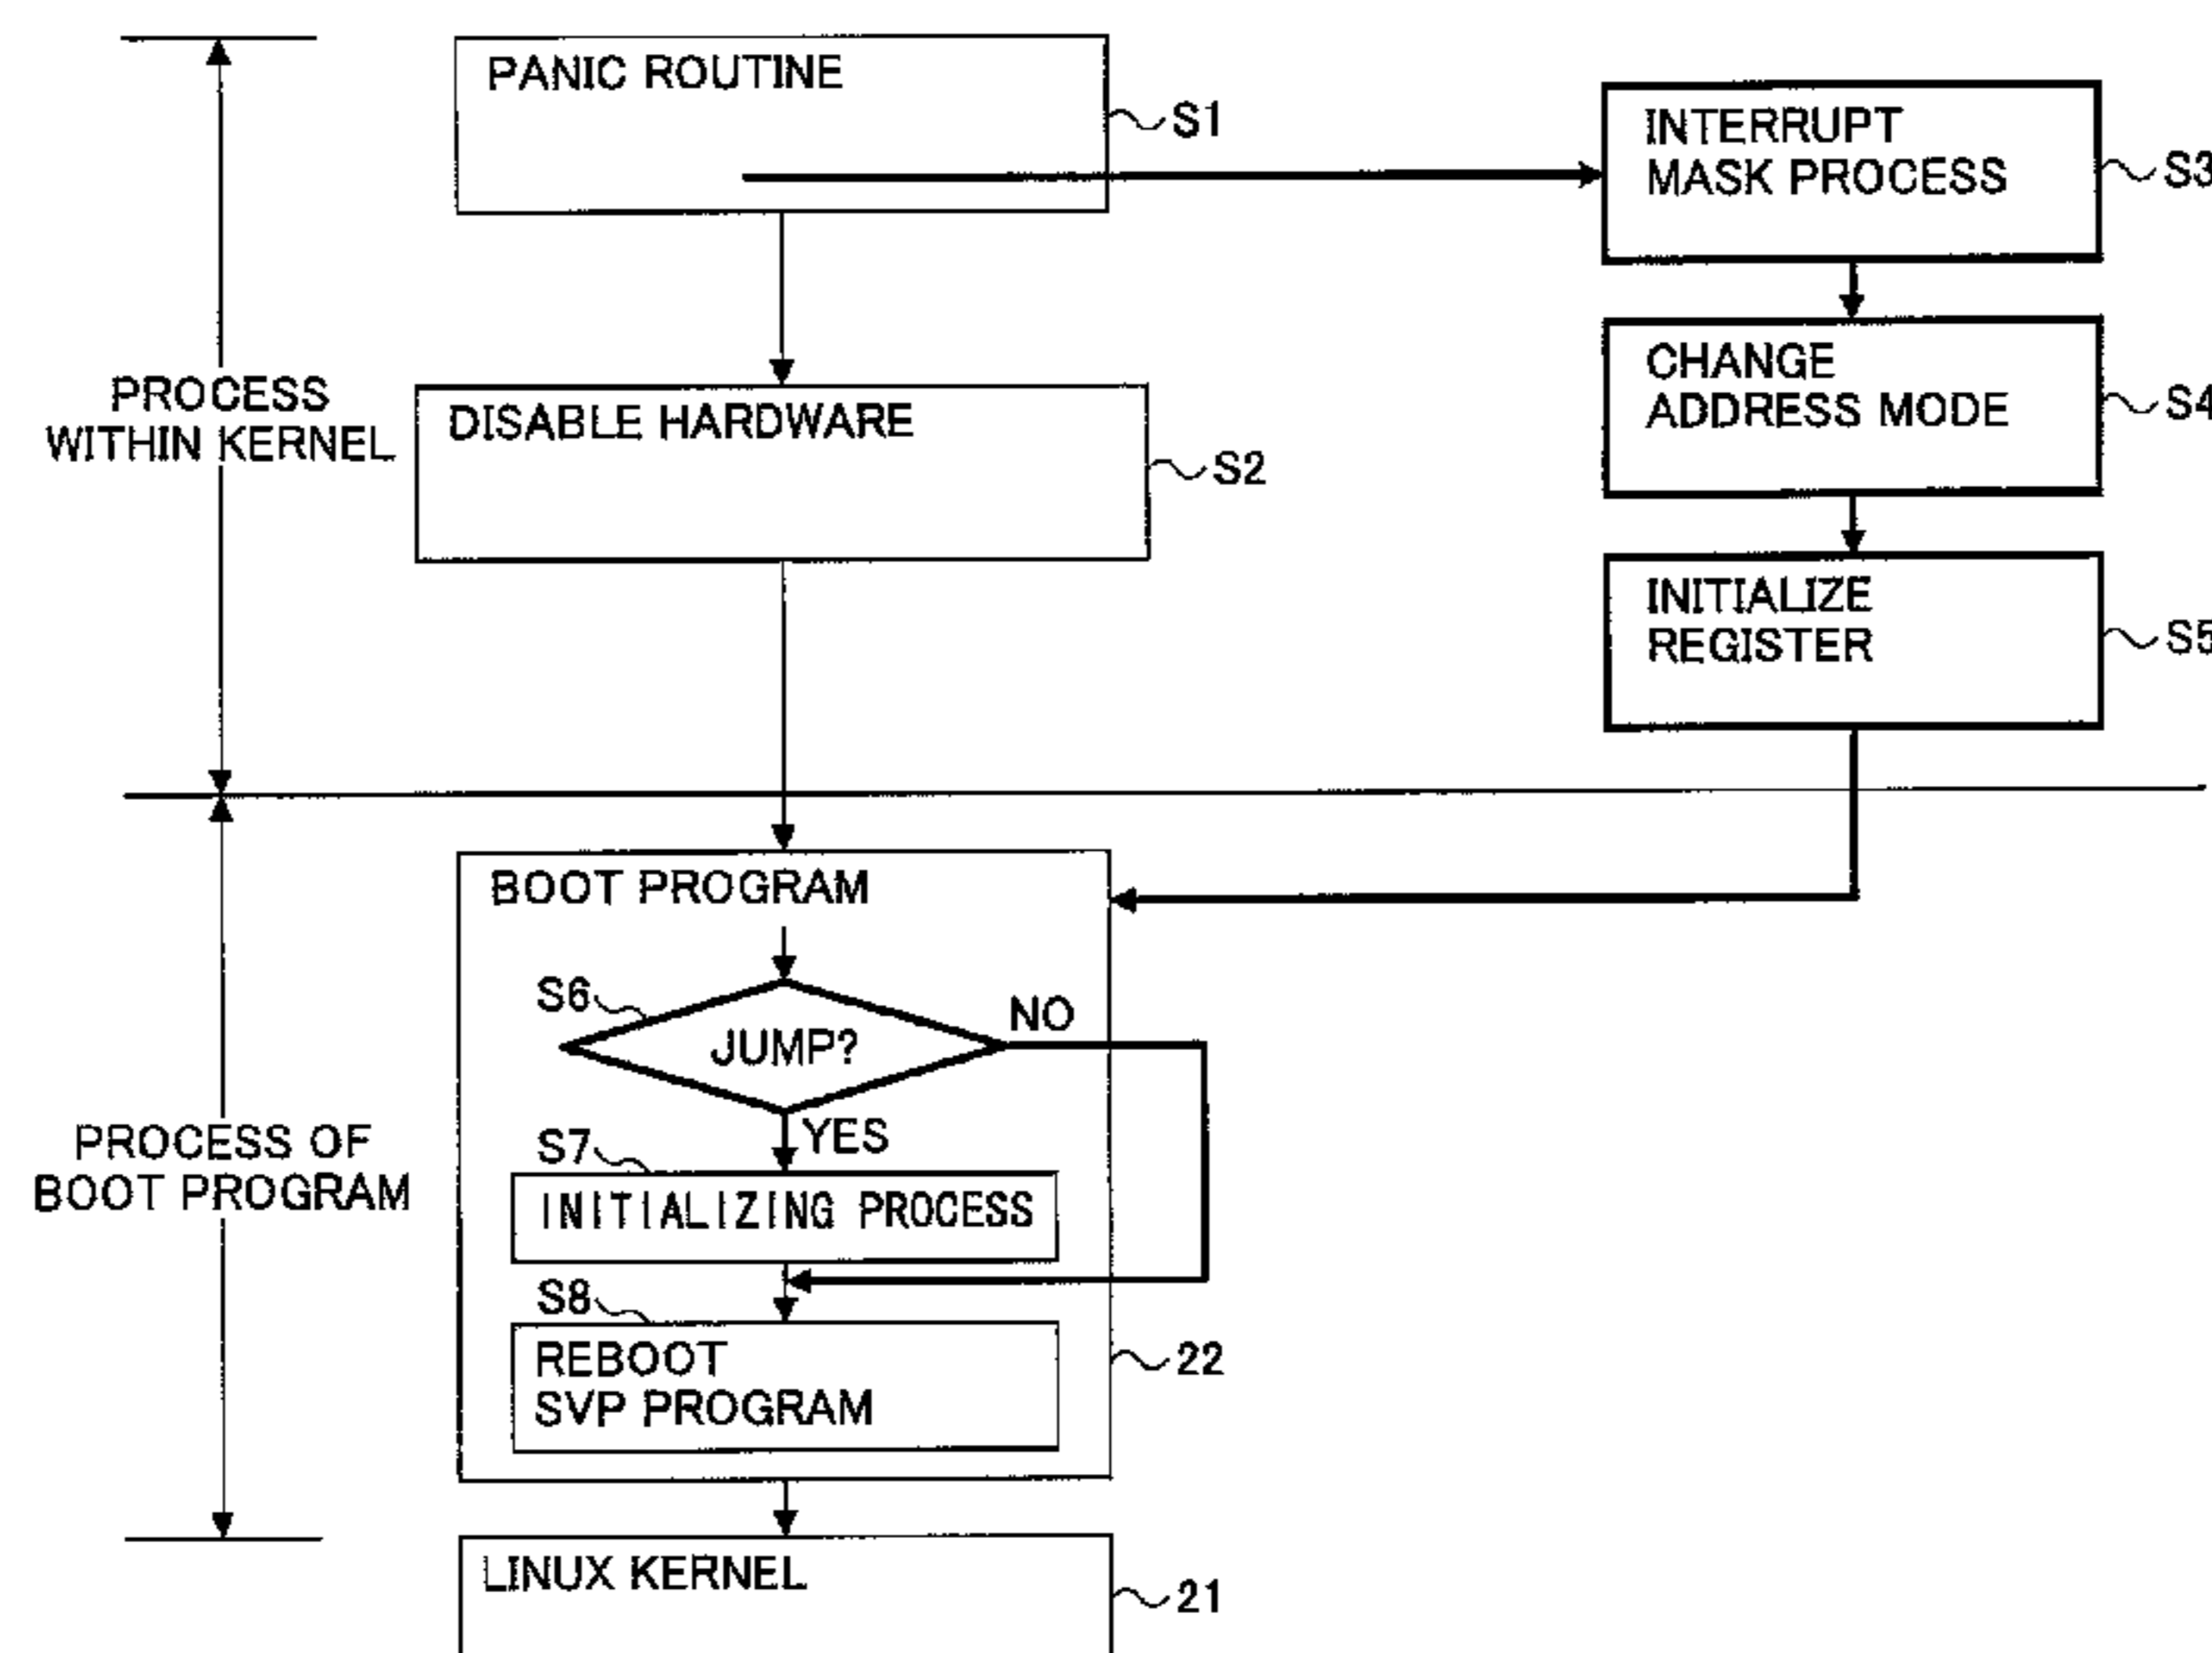 PANIC ROUTINE
S1
INTERRUPT
MASK PROCESS
S3
PROCESS
WITHIN KERNEL
DISABLE HARDWARE
S2
CHANGE
ADDRESS MODE
S4
INITIALIZE
REGISTER
S5
PROCESS OF
BOOT PROGRAM
BOOT PROGRAM
S6
JUMP?
NO
YES
S7
INITIALIZING PROCESS
S8
REBOOT
SVP PROGRAM
22
LINUX KERNEL
21